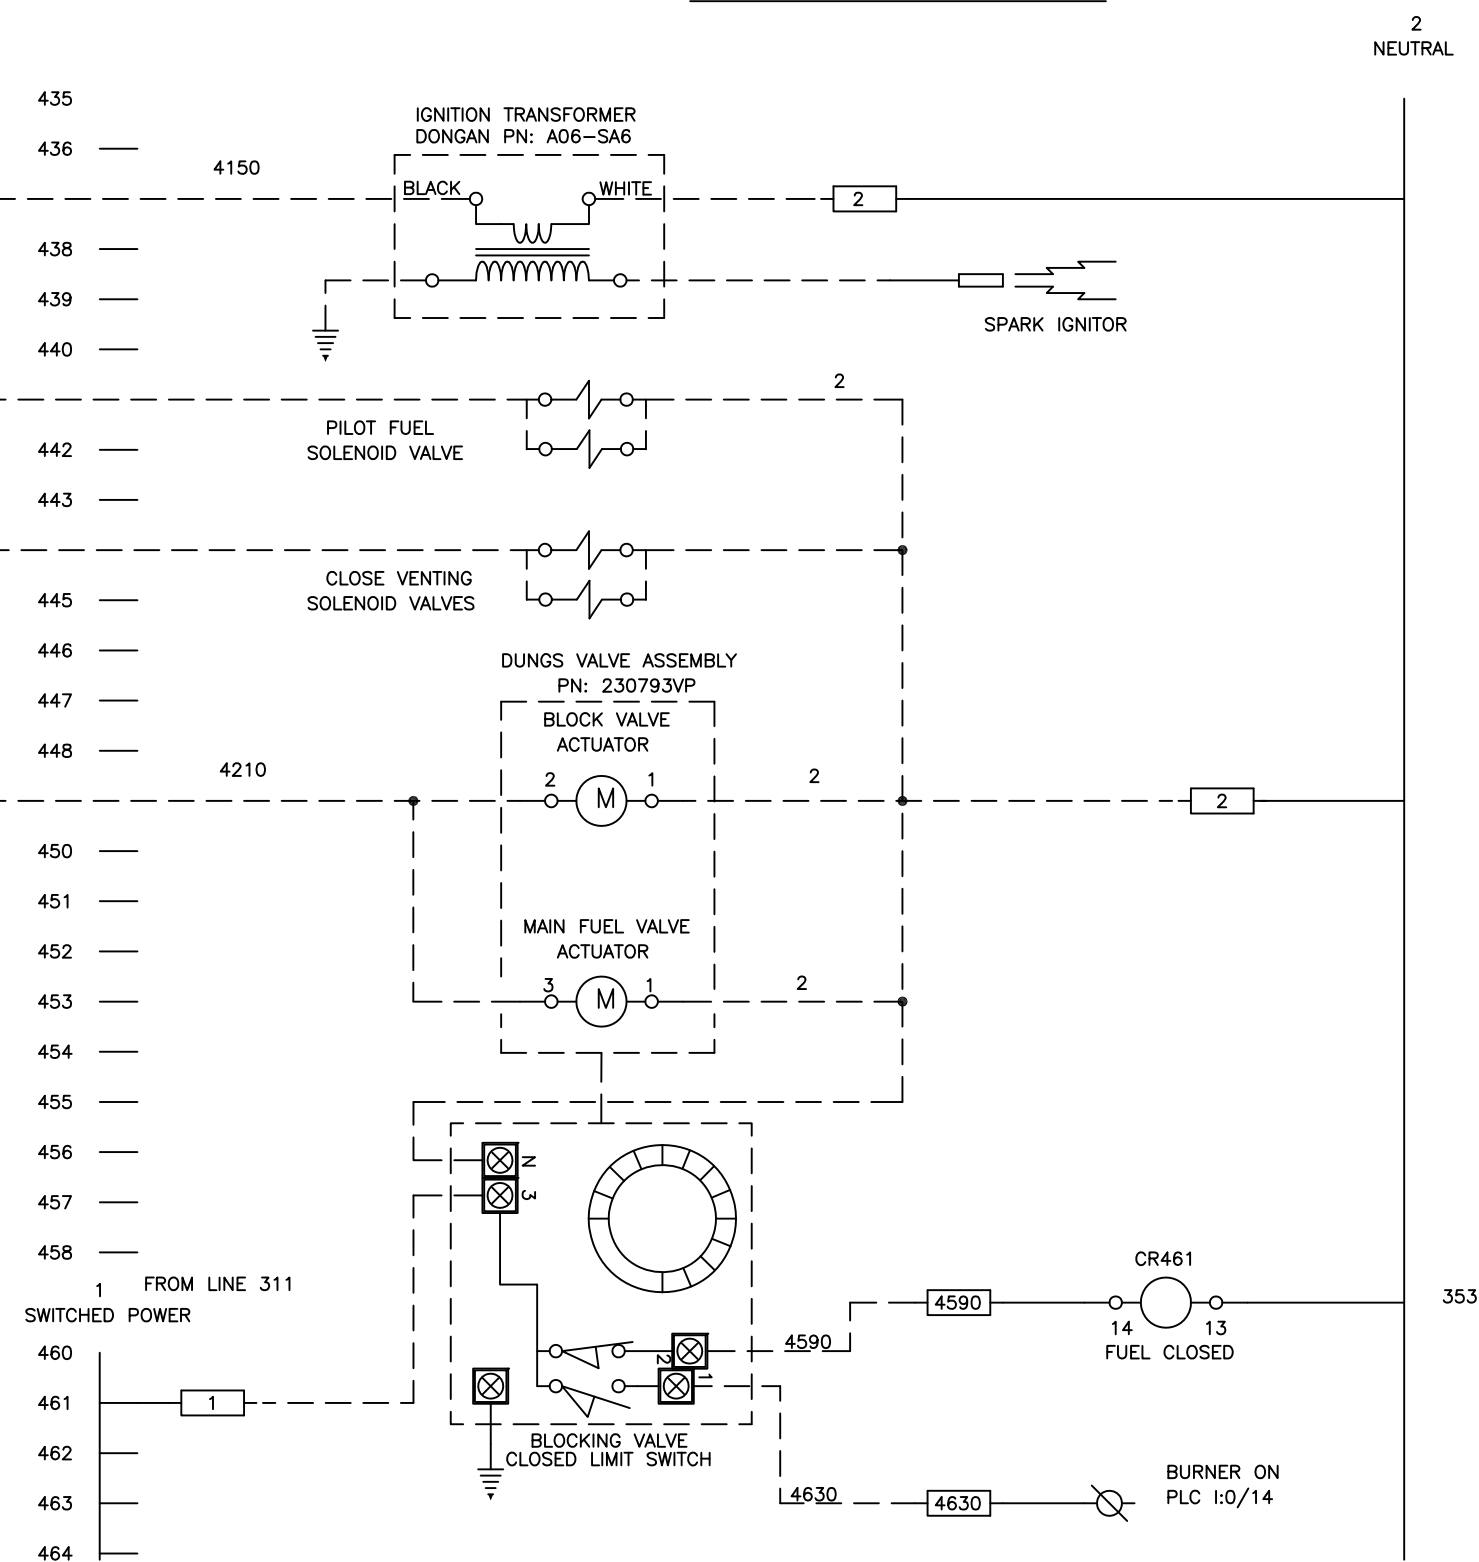 2
NEUTRAL
435
IGNITION TRANSFORMER
DONGAN PN: A06-SA6
436
4150
BLACK
WHITE
2
438
439
SPARK IGNITOR
440
2
PILOT FUEL
SOLENOID VALVE
442
443
CLOSE VENTING
SOLENOID VALVES
445
446
DUNGS VALVE ASSEMBLY
PN: 230793VP
447
BLOCK VALVE
ACTUATOR
448
4210
2
M
1
2
2
450
451
MAIN FUEL VALVE
ACTUATOR
452
453
3
M
1
2
454
455
456
N
457
3
458
CR461
1
FROM LINE 311
SWITCHED POWER
4590
14
13
353
FUEL CLOSED
460
4590
2
1
461
1
BLOCKING VALVE
CLOSED LIMIT SWITCH
462
463
4630
4630
BURNER ON
PLC I:0/14
464